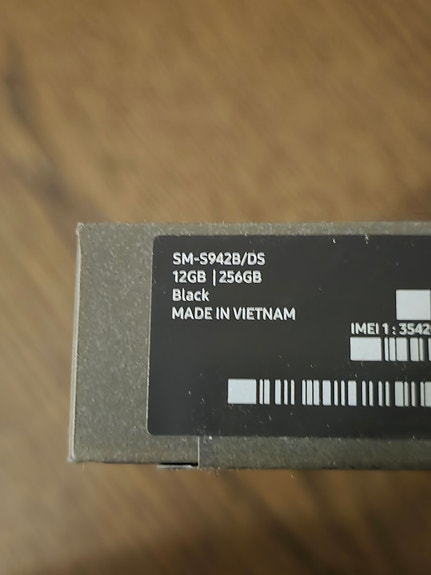 SM-S942B/DS
12GB | 256GB
Black
MADE IN VIETNAM
IMEI 1 : 3542